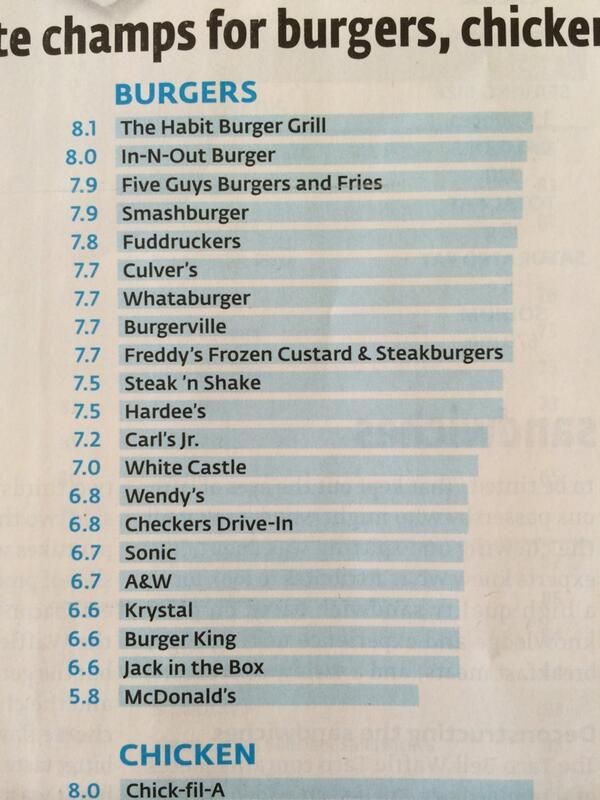 te champs for burgers, chicken
BURGERS
8.1 The Habit Burger Grill
8.0 In-N-Out Burger
7.9 Five Guys Burgers and Fries
7.9 Smashburger
7.8 Fuddruckers
7.7 Culver's
7.7 Whataburger
7.7 Burgerville
7.7 Freddy's Frozen Custard & Steakburgers
7.5 Steak 'n Shake
7.5 Hardee's
7.2 Carl's Jr.
7.0 White Castle
6.8 Wendy's
6.8 Checkers Drive-In
6.7 Sonic
6.7 A&W
6.6 Krystal
6.6 Burger King
6.6 Jack in the Box
5.8 McDonald's
CHICKEN
8.0 Chick-fil-A